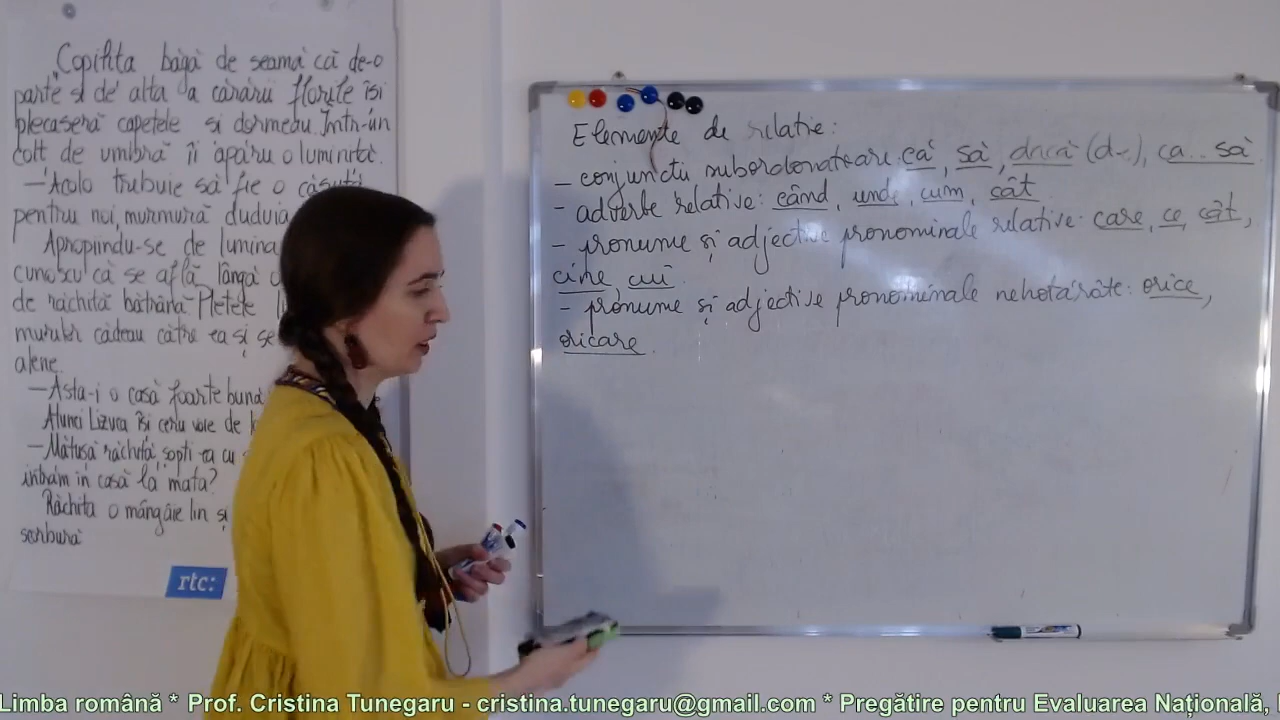 Copilița bagă de seamă că de-o
parte și de alta a cărării florile își
plecaseră capetele și dormeau. Într-un
colț de umbră îi apăru o luminiță.
— Acolo trebuie să fie o căsuță
pentru noi, murmură duduia
Apropiindu-se de lumina
cunoscu că se află lângă
de răchită bătrână. Pletele
murilor cădeau către ea și se
alene.
— Asta-i o casă foarte bună
Atunci Lizuca își ceru voie de
— Mătușă răchită, șopti ea cu
intrăm în casă la mata?
Răchita o mângâie lin și
scorbură
rtc:
Elemente de relație:
– conjuncții subordonatoare: că, să, dacă (de), ca... să
– adverbe relative: când, unde, cum, cât
– pronume și adjective pronominale relative: care, ce, cât,
cine, cui.
– pronume și adjective pronominale nehotărâte: orice,
oricare.
Limba română * Prof. Cristina Tunegaru - cristina.tunegaru@gmail.com * Pregătire pentru Evaluarea Națională,